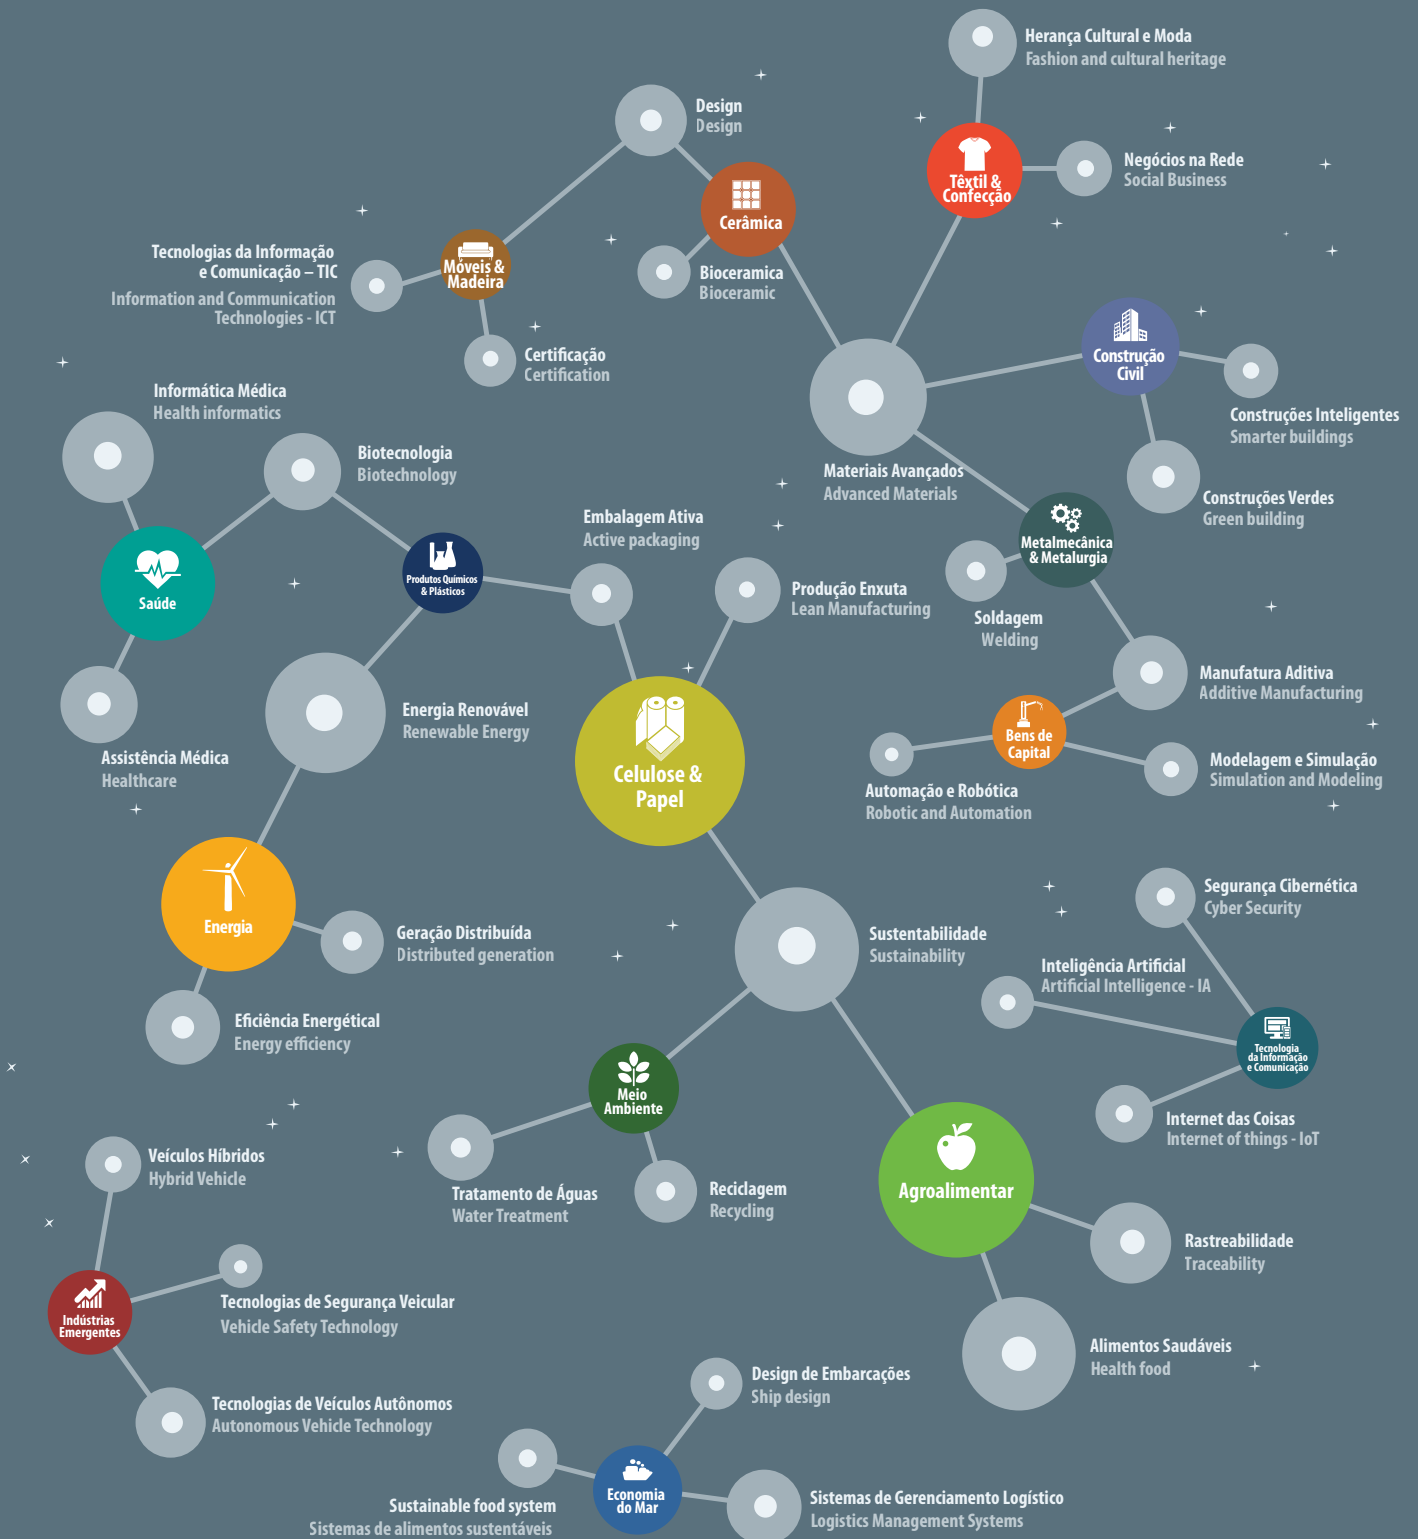 Herança Cultural e Moda
Fashion and cultural heritage
Design
Design
Negócios na Rede
Social Business
Têxtil &
Confecção
Cerâmica
Tecnologias da Informação
e Comunicação – TIC
Information and Communication
Technologies - ICT
Móveis &
Madeira
Bioceramica
Bioceramic
Certificação
Certification
Construção
Civil
Construções Inteligentes
Smarter buildings
Informática Médica
Health informatics
Biotecnologia
Biotechnology
Materiais Avançados
Advanced Materials
Construções Verdes
Green building
Embalagem Ativa
Active packaging
Metalmecânica
& Metalurgia
Produtos Químicos
& Plásticos
Saúde
Produção Enxuta
Lean Manufacturing
Soldagem
Welding
Manufatura Aditiva
Additive Manufacturing
Energia Renovável
Renewable Energy
Bens de
Capital
Assistência Médica
Healthcare
Modelagem e Simulação
Simulation and Modeling
Celulose &
Papel
Automação e Robótica
Robotic and Automation
Segurança Cibernética
Cyber Security
Energia
Geração Distribuída
Distributed generation
Sustentabilidade
Sustainability
Inteligência Artificial
Artificial Intelligence - IA
Eficiência Energétical
Energy efficiency
Tecnologia
da Informação
e Comunicação
Meio
Ambiente
Internet das Coisas
Internet of things - IoT
Veículos Híbridos
Hybrid Vehicle
Tratamento de Águas
Water Treatment
Reciclagem
Recycling
Agroalimentar
Rastreabilidade
Traceability
Tecnologias de Segurança Veicular
Vehicle Safety Technology
Indústrias
Emergentes
Alimentos Saudáveis
Health food
Design de Embarcações
Ship design
Tecnologias de Veículos Autônomos
Autonomous Vehicle Technology
Economia
do Mar
Sustainable food system
Sistemas de alimentos sustentáveis
Sistemas de Gerenciamento Logístico
Logistics Management Systems